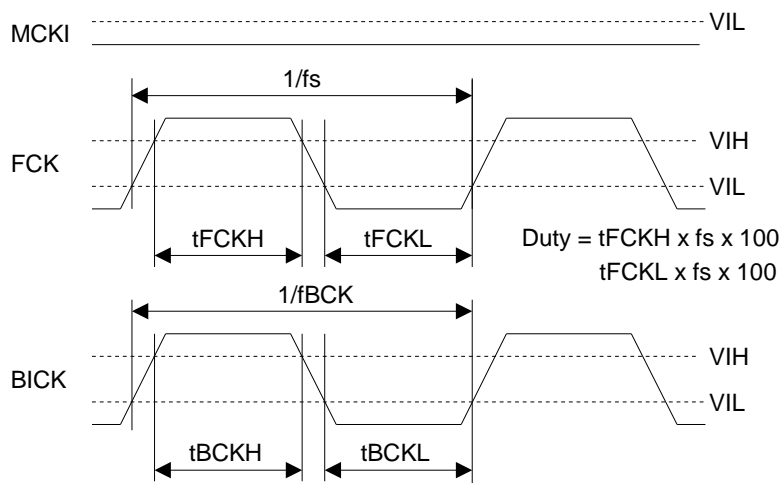 MCKI
VIL
1/fs
VIH
FCK
VIL
tFCKH
tFCKL
Duty = tFCKH x fs x 100
tFCKL x fs x 100
1/fBCK
VIH
BICK
VIL
tBCKH
tBCKL